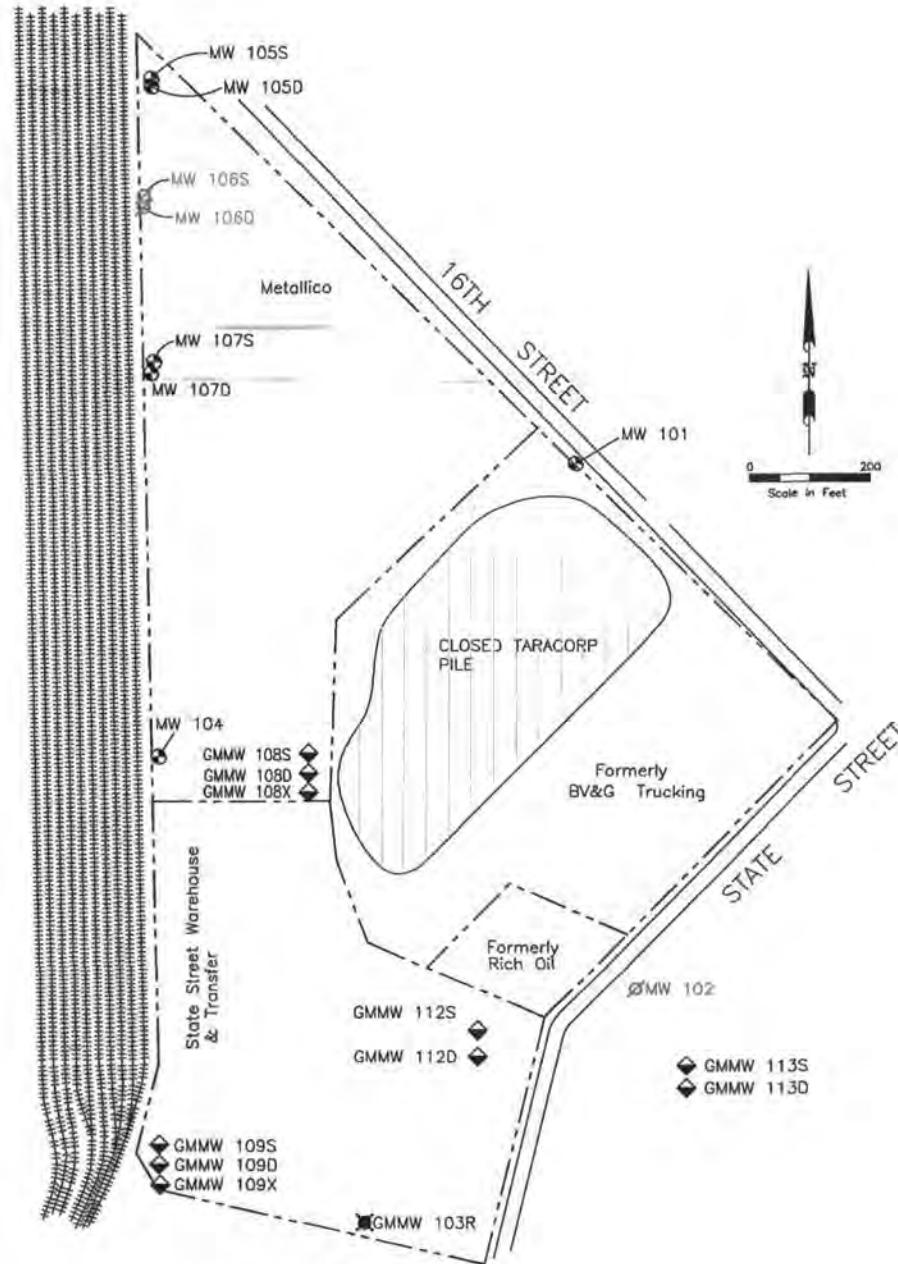 MW 105S
MW 105D
MW 106S
MW 106D
Metallico
16TH STREET
MW 107S
MW 107D
MW 101
N
0 200
Scale in Feet
CLOSED TARACORP
PILE
MW 104
GMMW 108S
GMMW 108D
GMMW 108X
Formerly
BV&G Trucking
STATE STREET
State Street Warehouse
& Transfer
Formerly
Rich Oil
MW 102
GMMW 112S
GMMW 112D
GMMW 113S
GMMW 113D
GMMW 109S
GMMW 109D
GMMW 109X
GMMW 103R